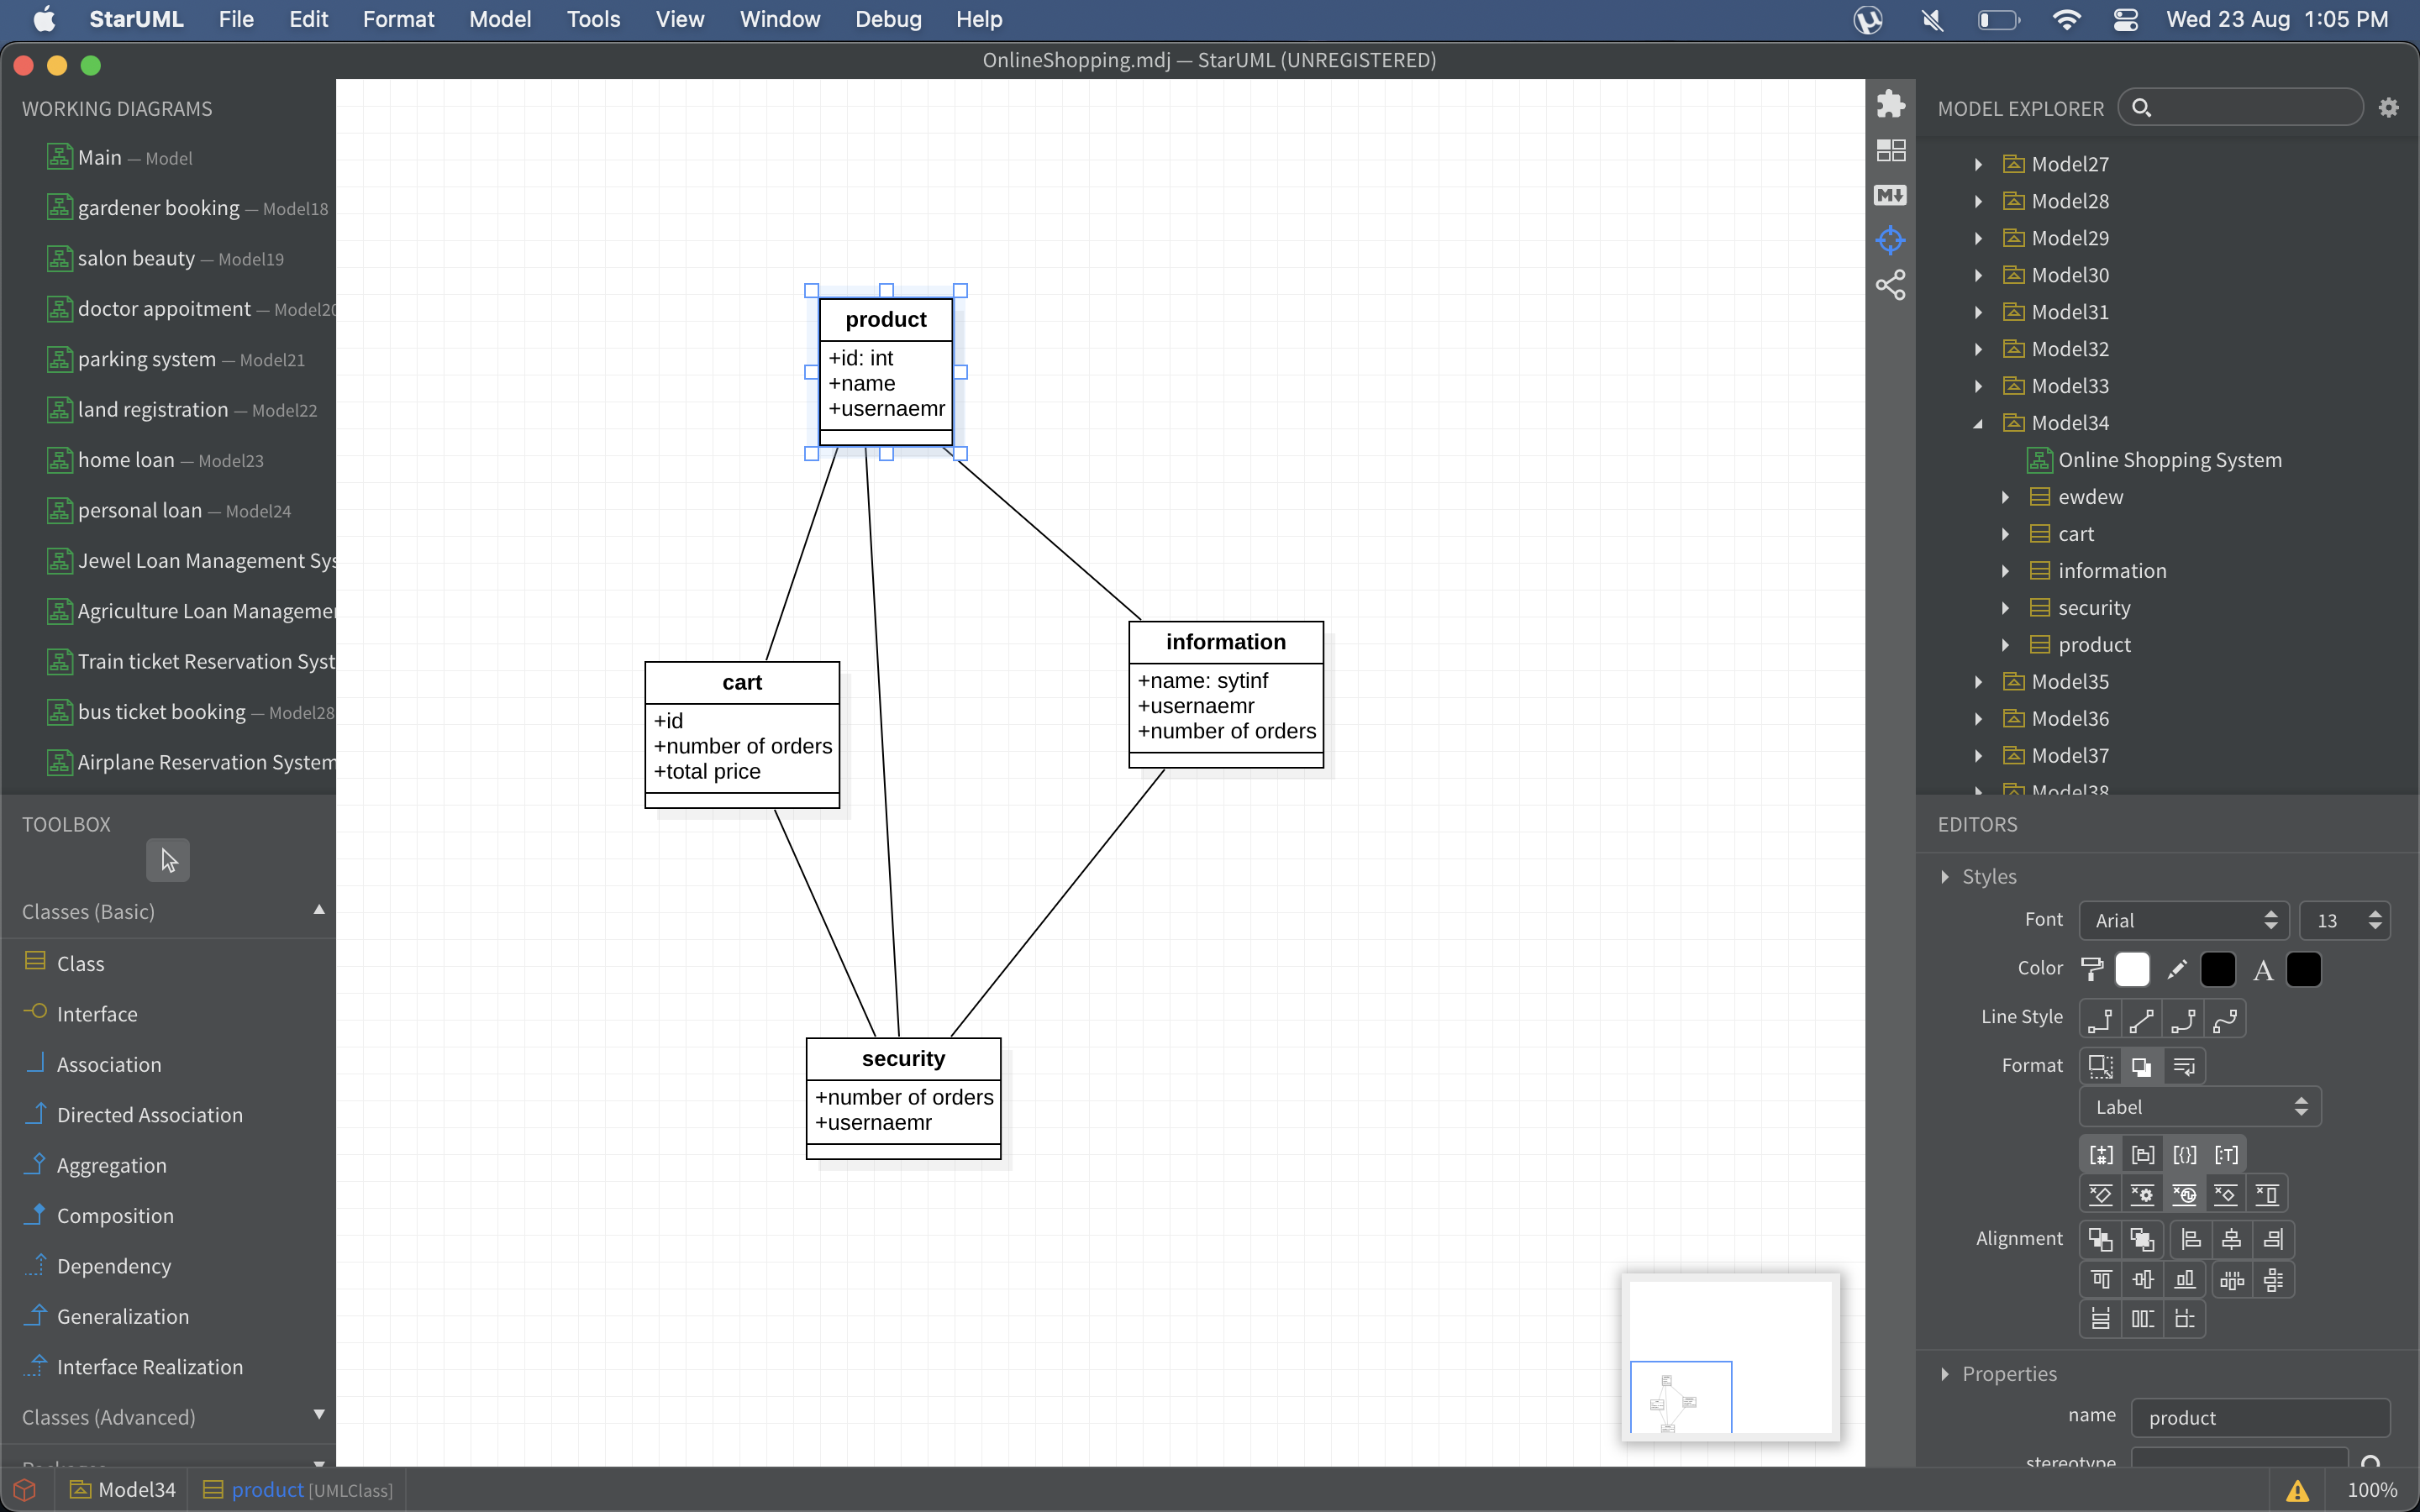 StarUML File Edit Format Model Tools View Window Debug Help Wed 23 Aug 1:05 PM
OnlineShopping.mdj — StarUML (UNREGISTERED)
WORKING DIAGRAMS
Main — Model
gardener booking — Model18
salon beauty — Model19
doctor appoitment — Model20
parking system — Model21
land registration — Model22
home loan — Model23
personal loan — Model24
Jewel Loan Management Sys
Agriculture Loan Managemer
Train ticket Reservation Syst
bus ticket booking — Model28
Airplane Reservation System
TOOLBOX
Classes (Basic)
Class
Interface
Association
Directed Association
Aggregation
Composition
Dependency
Generalization
Interface Realization
Classes (Advanced)
product
+id: int
+name
+usernaemr
cart
+id
+number of orders
+total price
information
+name: sytinf
+usernaemr
+number of orders
security
+number of orders
+usernaemr
MODEL EXPLORER
Model27
Model28
Model29
Model30
Model31
Model32
Model33
Model34
Online Shopping System
ewdew
cart
information
security
product
Model35
Model36
Model37
Model38
EDITORS
Styles
Font Arial 13
Color A
Line Style
Format
Label
Alignment
Properties
name product
stereotype
Model34 product [UMLClass] 100%